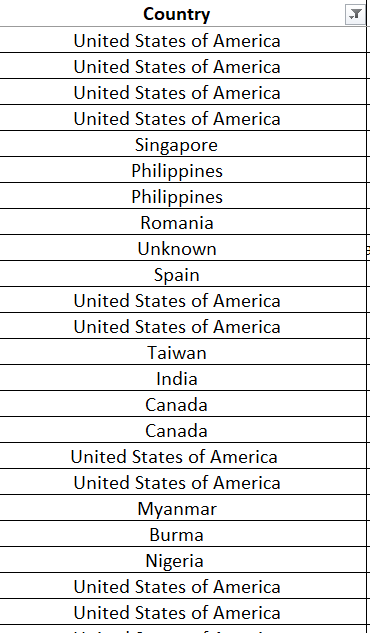 Country
United States of America
United States of America
United States of America
United States of America
Singapore
Philippines
Philippines
Romania
Unknown
Spain
United States of America
United States of America
Taiwan
India
Canada
Canada
United States of America
United States of America
Myanmar
Burma
Nigeria
United States of America
United States of America